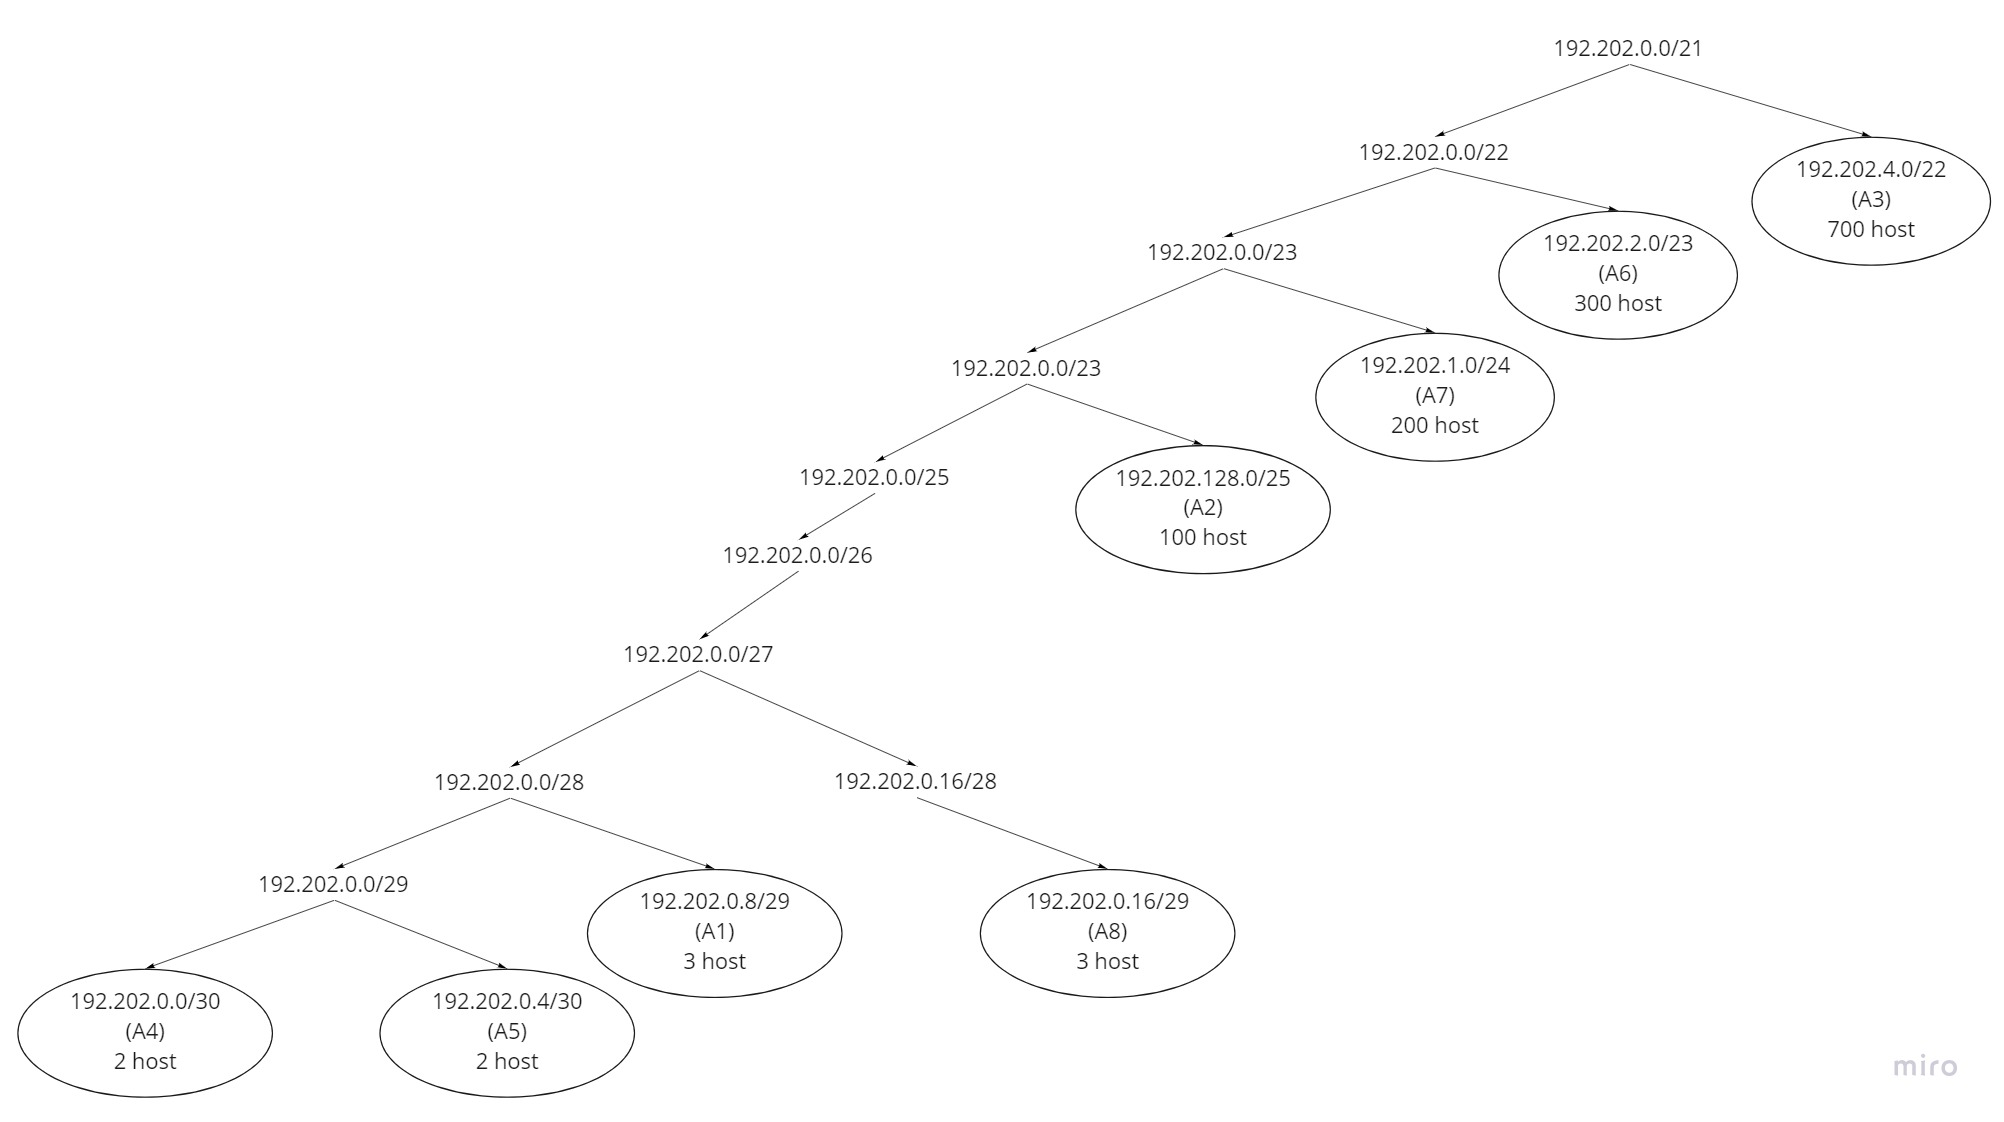 192.202.0.0/21
192.202.0.0/22
192.202.4.0/22
(A3)
700 host
192.202.0.0/23
192.202.2.0/23
(A6)
300 host
192.202.0.0/23
192.202.1.0/24
(A7)
200 host
192.202.0.0/25
192.202.128.0/25
(A2)
100 host
192.202.0.0/26
192.202.0.0/27
192.202.0.0/28
192.202.0.16/28
192.202.0.0/29
192.202.0.8/29
(A1)
3 host
192.202.0.16/29
(A8)
3 host
192.202.0.0/30
(A4)
2 host
192.202.0.4/30
(A5)
2 host
miro